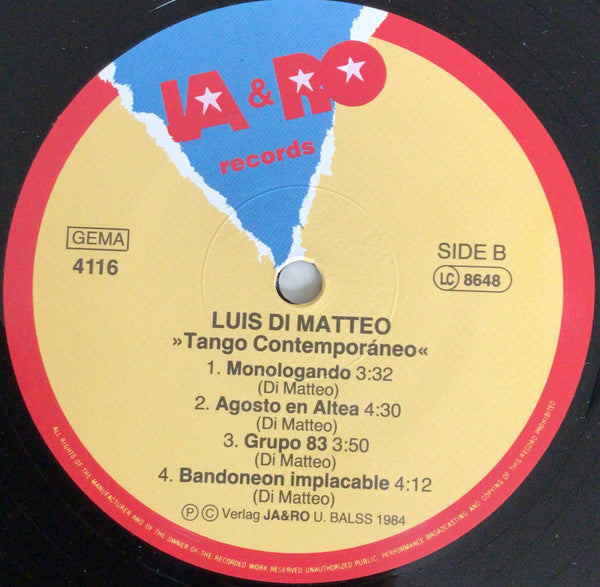 JA & RO
records
GEMA
4116
SIDE B
LC 8648
LUIS DI MATTEO
»Tango Contemporáneo«
1. Monologando 3:32
(Di Matteo)
2. Agosto en Altea 4:30
(Di Matteo)
3. Grupo 83 3:50
(Di Matteo)
4. Bandoneon implacable 4:12
(Di Matteo)
Ⓟ Ⓒ Verlag JA&RO U. BALSS 1984
ALL RIGHTS OF THE MANUFACTURER AND OF THE OWNER OF THE RECORDED WORK RESERVED UNAUTHORIZED PUBLIC PERFORMANCE BROADCASTING AND COPYING OF THIS RECORD PROHIBITED